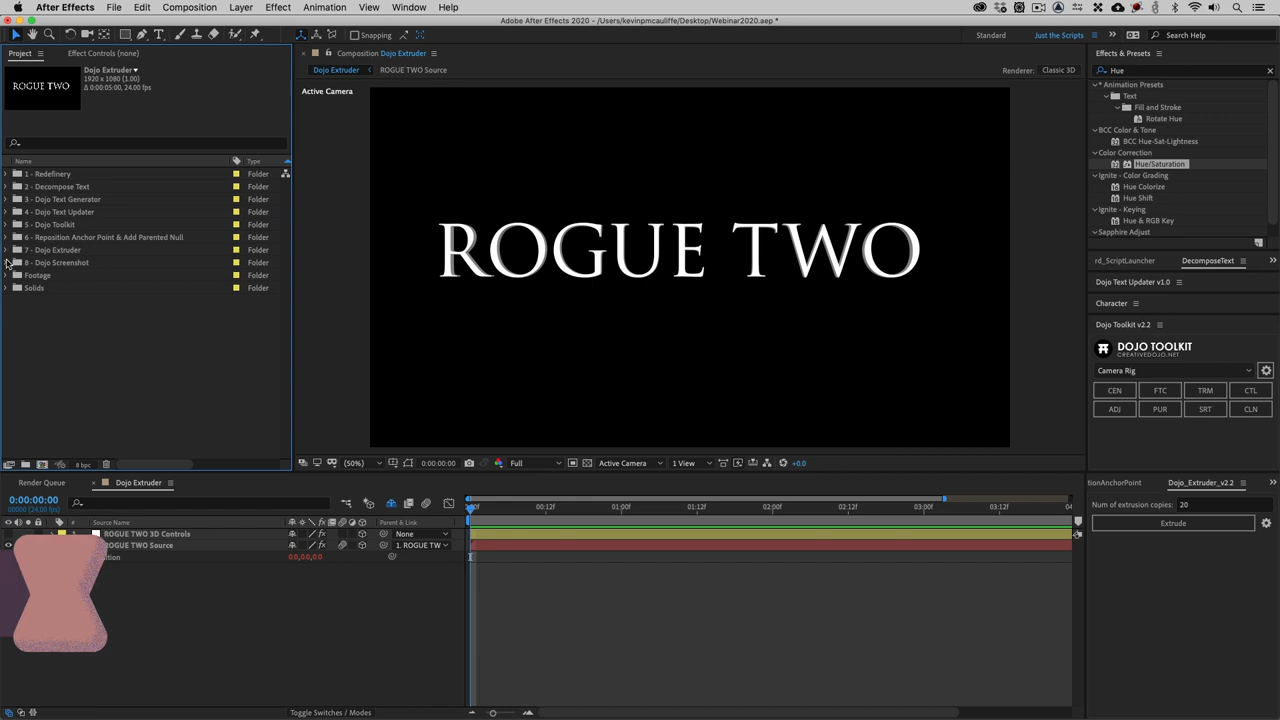 After Effects File Edit Composition Layer Effect Animation View Window Help
Adobe After Effects 2020 - /Users/kevinpmcauliffe/Desktop/Webinar2020.aep *
Snapping
Standard Just the Scripts Search Help
Project Effect Controls (none)
Dojo Extruder
1920 x 1080 (1.00)
Δ 0:00:05:00, 24.00 fps
ROGUE TWO
Name Type
1 - Redefinery Folder
2 - Decompose Text Folder
3 - Dojo Text Generator Folder
4 - Dojo Text Updater Folder
5 - Dojo Toolkit Folder
6 - Reposition Anchor Point & Add Parented Null Folder
7 - Dojo Extruder Folder
8 - Dojo Screenshot Folder
Footage Folder
Solids Folder
8 bpc
Composition Dojo Extruder
Dojo Extruder ROGUE TWO Source
Renderer: Classic 3D
Active Camera
ROGUE TWO
(50%) 0:00:00:00 Full Active Camera 1 View +0.0
Effects & Presets
Hue
* Animation Presets
Text
Fill and Stroke
Rotate Hue
BCC Color & Tone
BCC Hue-Sat-Lightness
Color Correction
Hue/Saturation
Ignite - Color Grading
Hue Colorize
Hue Shift
Ignite - Keying
Hue & RGB Key
Sapphire Adjust
rd_ScriptLauncher DecomposeText
Dojo Text Updater v1.0
Character
Dojo Toolkit v2.2
DOJO TOOLKIT
CREATIVEDOJO.NET
Camera Rig
CEN FTC TRM CTL
ADJ PUR SRT CLN
Render Queue Dojo Extruder
0:00:00:00
00000 (24.00 fps)
# Source Name Parent & Link
ROGUE TWO 3D Controls None
ROGUE TWO Source 1. ROGUE TW
0.0,0.0,0.0
00f 00:12f 01:00f 01:12f 02:00f 02:12f 03:00f 03:12f 04
Toggle Switches / Modes
tionAnchorPoint Dojo_Extruder_v2.2
Num of extrusion copies: 20
Extrude